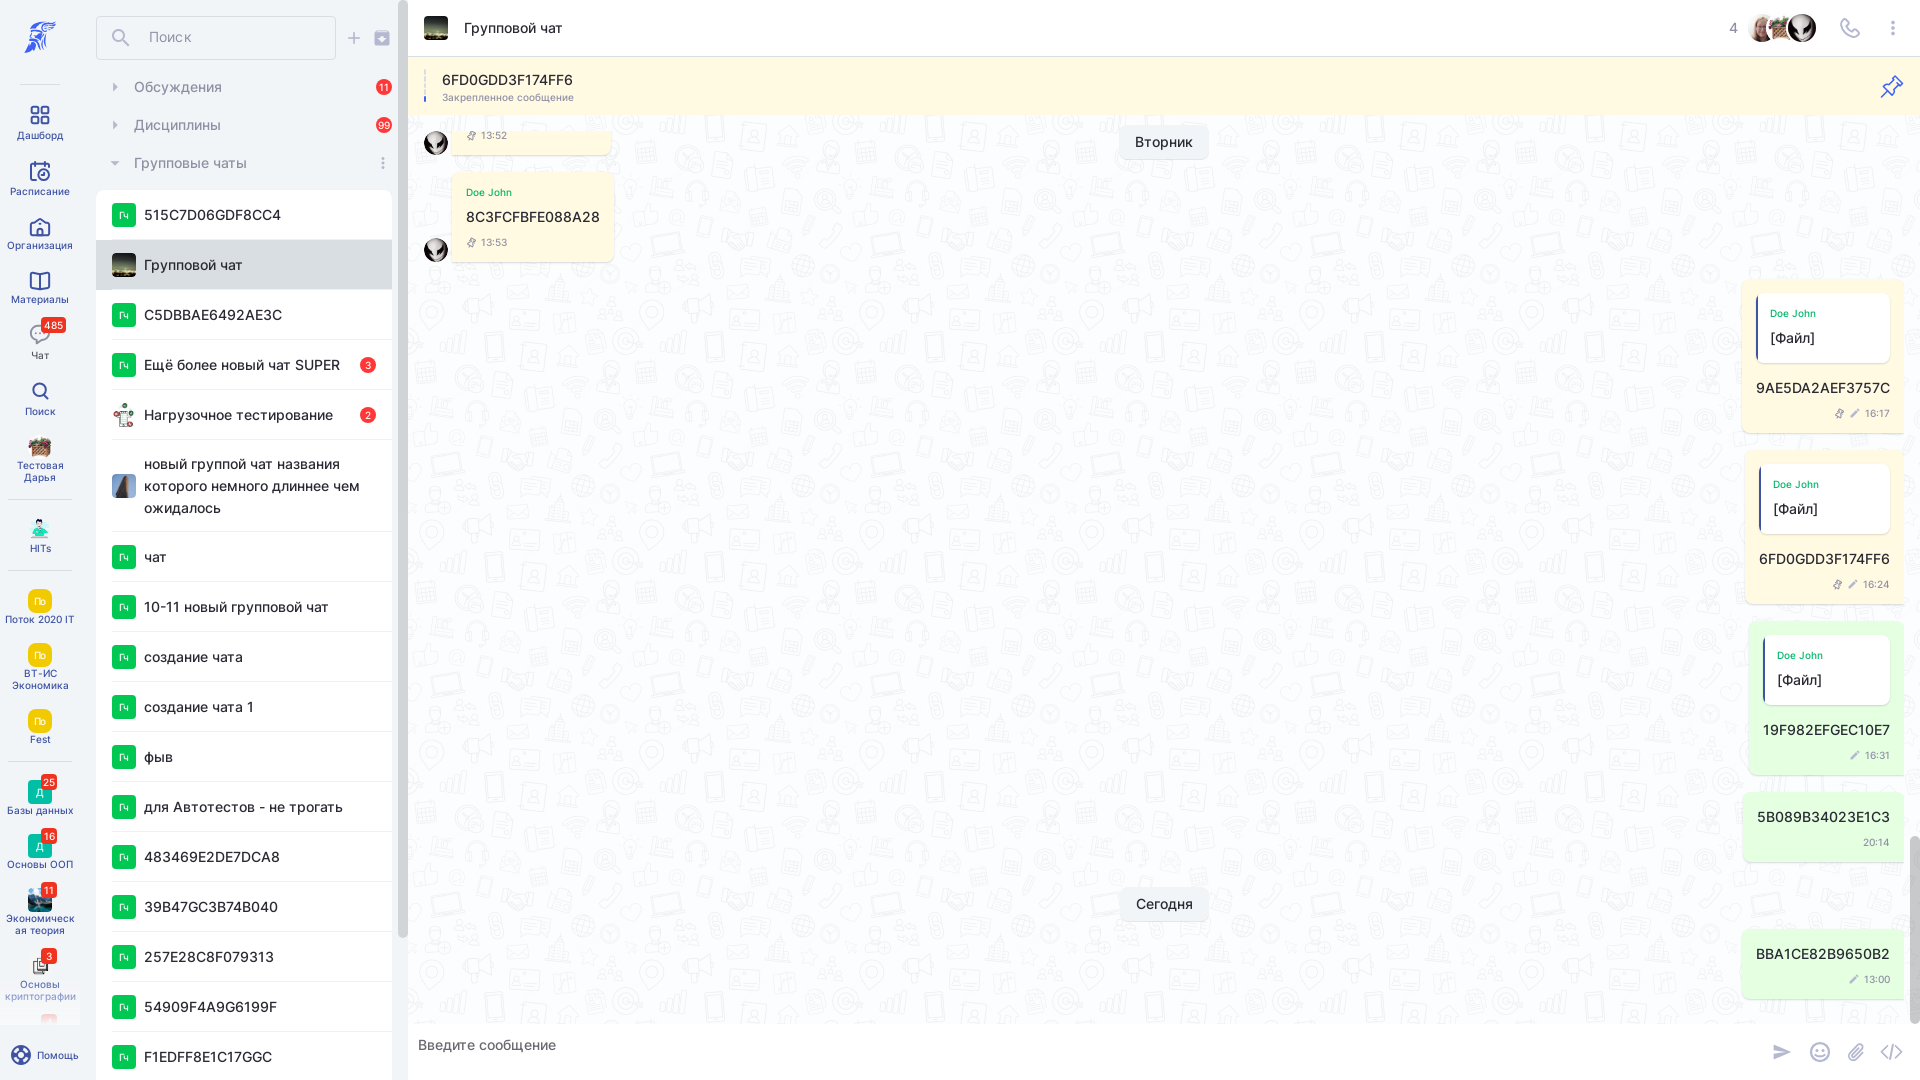 Дашборд
Расписание
Организация
Материалы
485
Чат
Поиск
Тестовая
Дарья
HITs
По
Поток 2020 IT
По
ВТ-ИС
Экономика
По
Fest
Д
25
Базы данных
Д
16
Основы ООП
11
Экономическ
ая теория
3
Основы
криптографии
Помощь
Поиск
Обсуждения
11
Дисциплины
99
Групповые чаты
Гч
515C7D06GDF8CC4
Групповой чат
Гч
C5DBBAE6492AE3C
Гч
Ещё более новый чат SUPER
3
Нагрузочное тестирование
2
новый группой чат названия
которого немного длиннее чем
ожидалось
Гч
чат
Гч
10-11 новый групповой чат
Гч
создание чата
Гч
создание чата 1
Гч
фыв
Гч
для Автотестов - не трогать
Гч
483469E2DE7DCA8
Гч
39B47GC3B74B040
Гч
257E28C8F079313
Гч
54909F4A9G6199F
Гч
F1EDFF8E1C17GGC
Групповой чат
4
6FD0GDD3F174FF6
Закрепленное сообщение
13:52
Вторник
Doe John
8C3FCFBFE088A28
13:53
Doe John
[Файл]
9AE5DA2AEF3757C
16:17
Doe John
[Файл]
6FD0GDD3F174FF6
16:24
Doe John
[Файл]
19F982EFGEC10E7
16:31
5B089B34023E1C3
20:14
Сегодня
BBA1CE82B9650B2
13:00
Введите сообщение